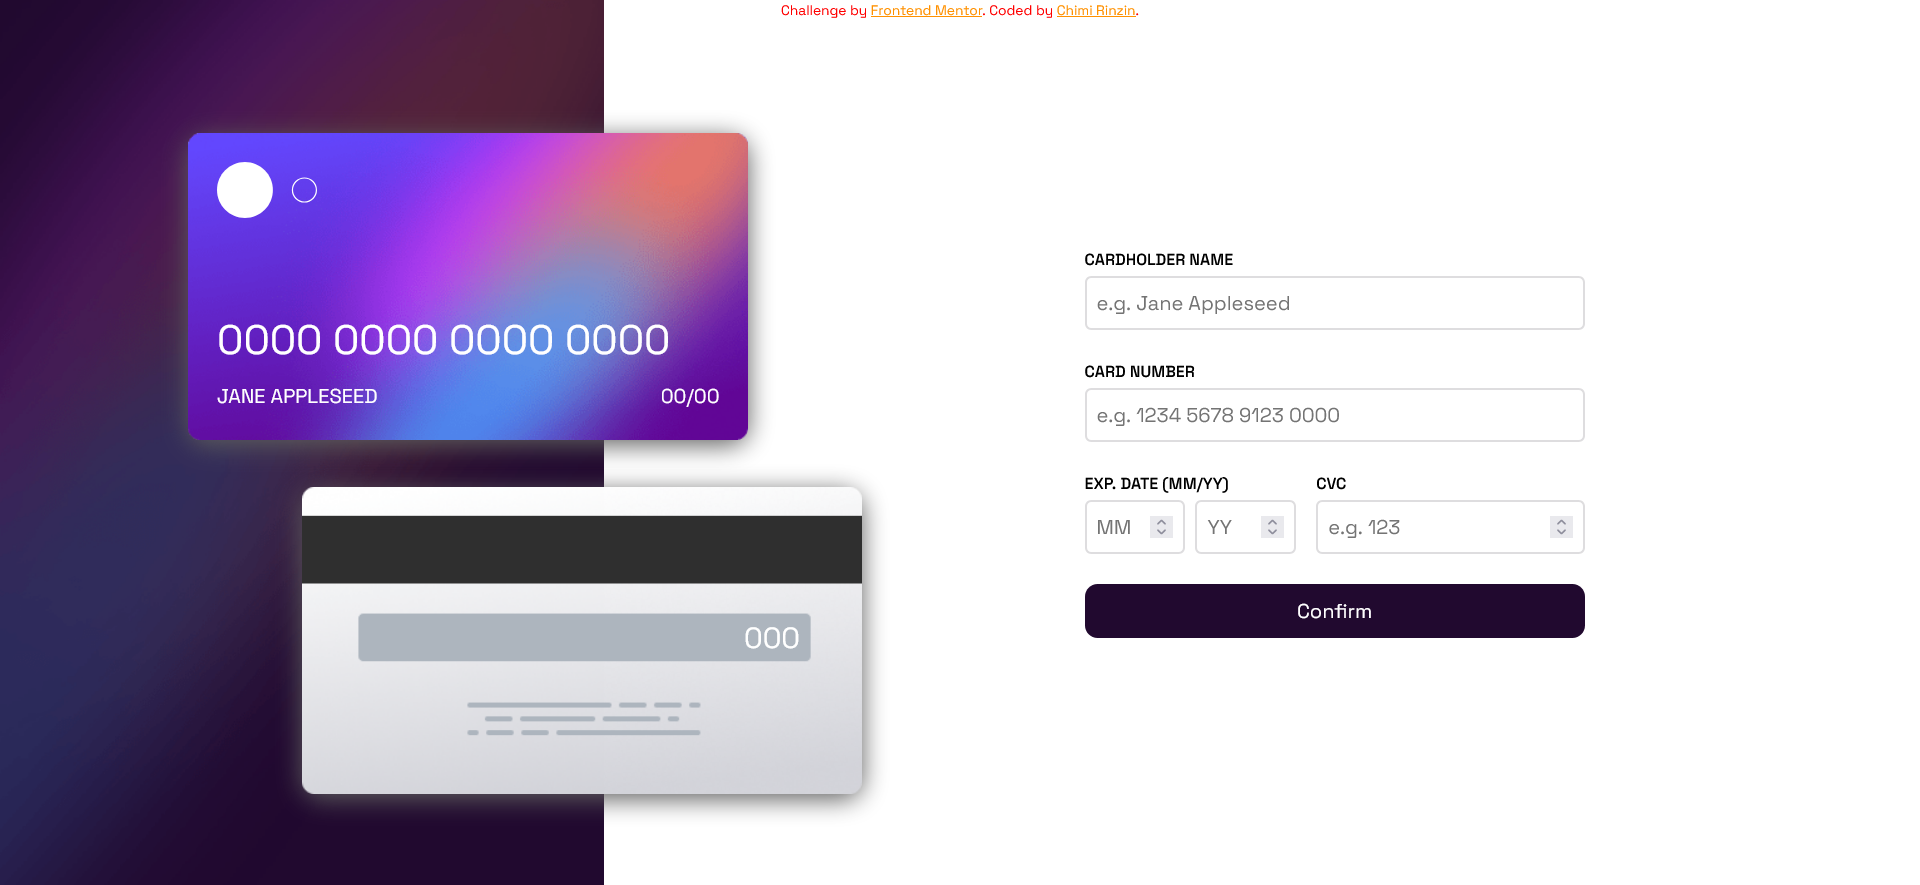 Challenge by Frontend Mentor. Coded by Chimi Rinzin.
0000 0000 0000 0000
JANE APPLESEED 00/00
000
CARDHOLDER NAME
e.g. Jane Appleseed
CARD NUMBER
e.g. 1234 5678 9123 0000
EXP. DATE (MM/YY) CVC
MM YY e.g. 123
Confirm